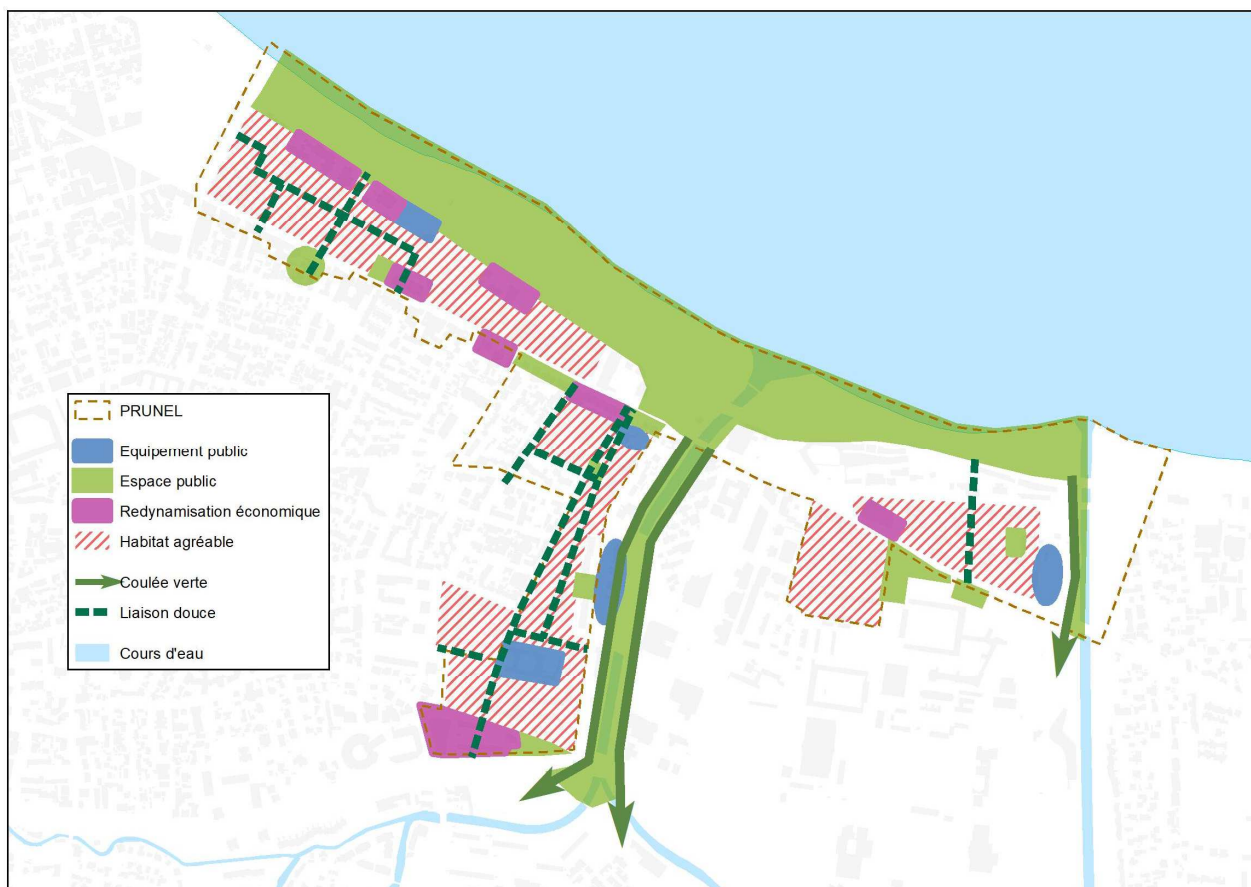 PRUNEL
Equipement public
Espace public
Redynamisation économique
Habitat agréable
Coulée verte
Liaison douce
Cours d'eau